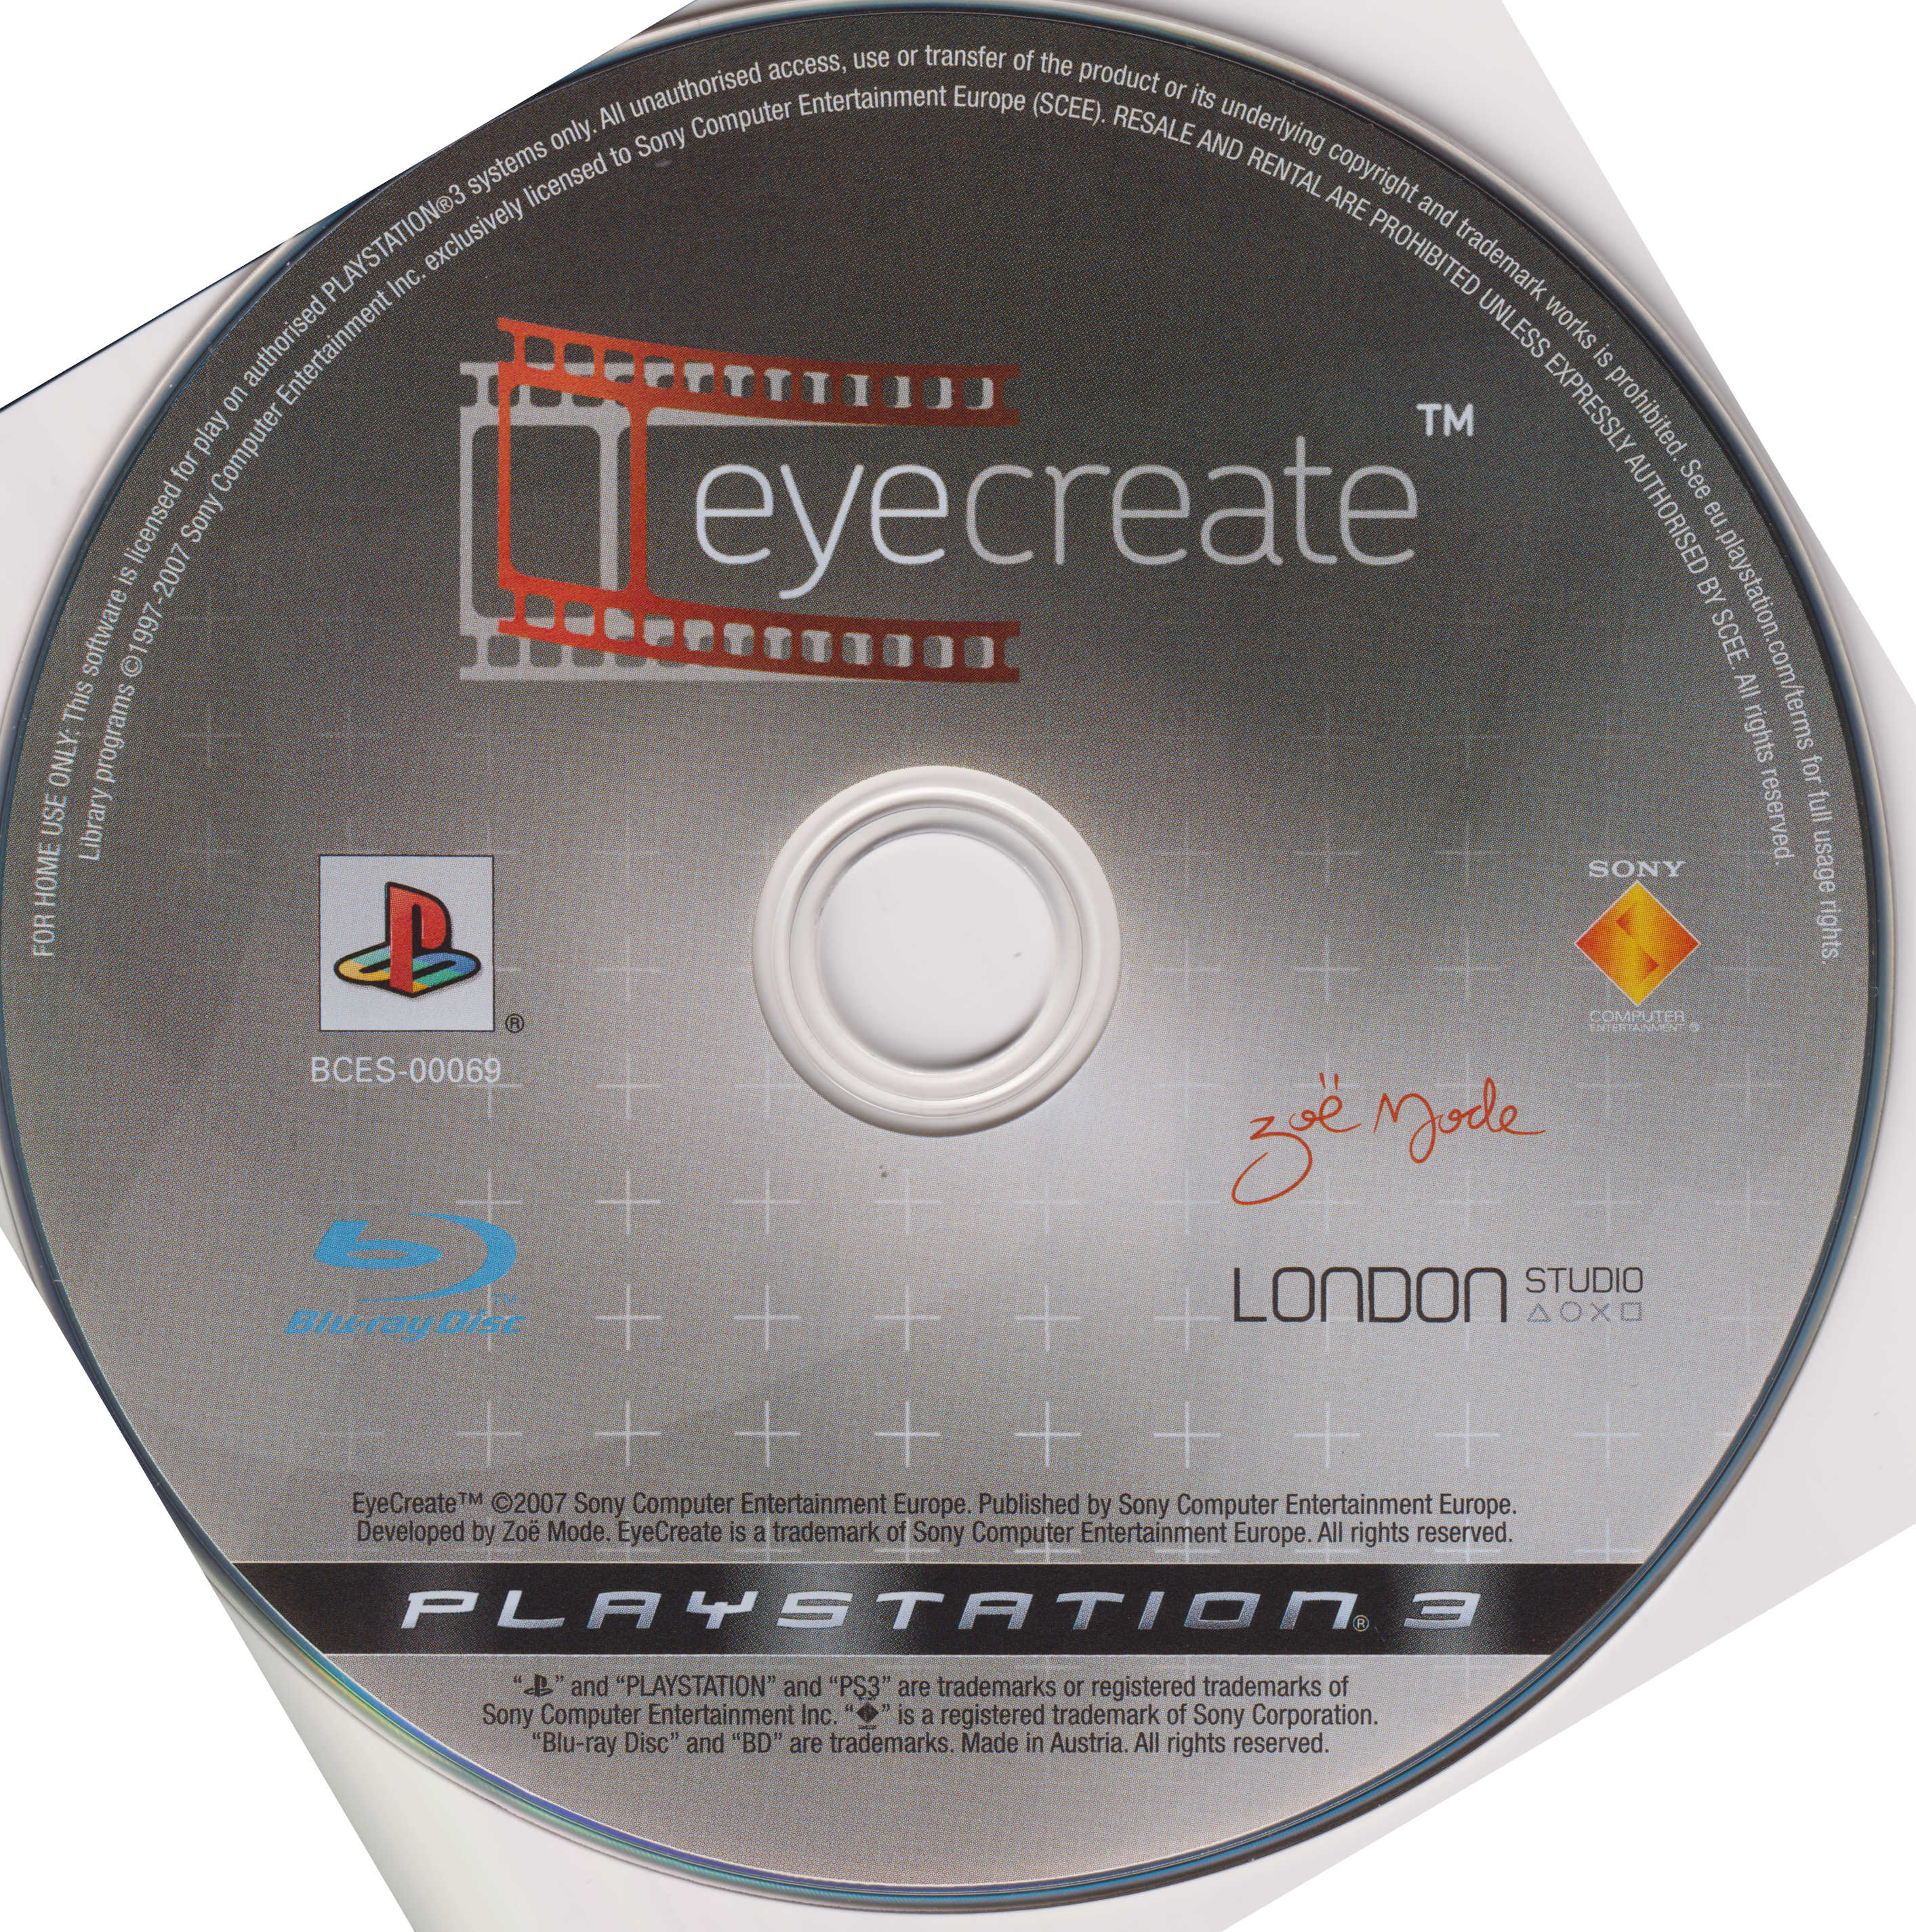 FOR HOME USE ONLY: This software is licensed for play on authorised PLAYSTATION®3 systems only. All unauthorised access, use or transfer of the product or its underlying copyright and trademark works is prohibited. See eu.playstation.com/terms for full usage rights.
Library programs ©1997-2007 Sony Computer Entertainment Inc. exclusively licensed to Sony Computer Entertainment Europe (SCEE). RESALE AND RENTAL ARE PROHIBITED UNLESS EXPRESSLY AUTHORISED BY SCEE. All rights reserved.
eyecreate™
SONY
COMPUTER
ENTERTAINMENT ®
®
BCES-00069
zoë mode
Blu-ray Disc™
LONDON STUDIO
EyeCreate™ ©2007 Sony Computer Entertainment Europe. Published by Sony Computer Entertainment Europe.
Developed by Zoë Mode. EyeCreate is a trademark of Sony Computer Entertainment Europe. All rights reserved.
PLAYSTATION®3
“ ” and “PLAYSTATION” and “PS3” are trademarks or registered trademarks of
Sony Computer Entertainment Inc. “ ” is a registered trademark of Sony Corporation.
“Blu-ray Disc” and “BD” are trademarks. Made in Austria. All rights reserved.